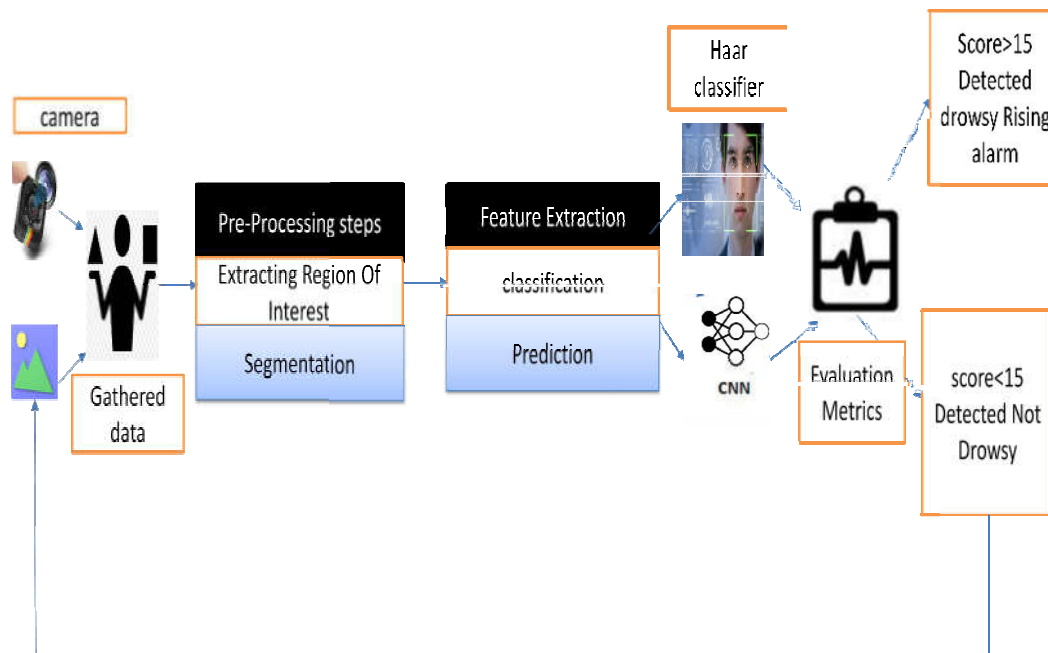 camera
Gathered
data
Pre-Processing steps
Extracting Region Of
Interest
Segmentation
Feature Extraction
classification
Prediction
Haar
classifier
CNN
Evaluation
Metrics
Score>15
Detected
drowsy Rising
alarm
score<15
Detected Not
Drowsy